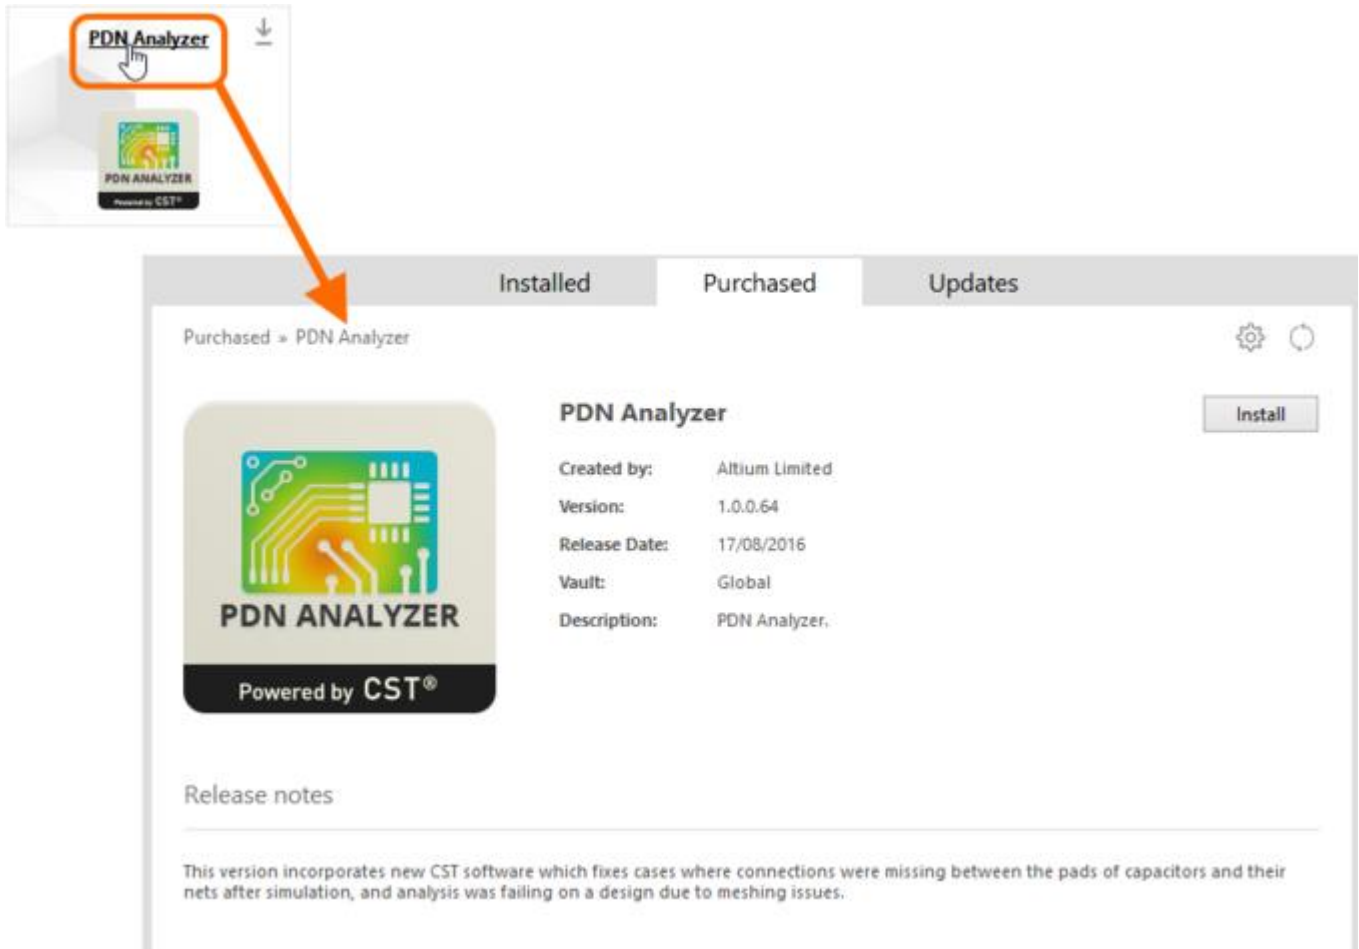 PDN Analyzer
PDN ANALYZER
Powered by CST®
Installed Purchased Updates
Purchased » PDN Analyzer
PDN Analyzer
Install
Created by: Altium Limited
Version: 1.0.0.64
Release Date: 17/08/2016
Vault: Global
Description: PDN Analyzer.
PDN ANALYZER
Powered by CST®
Release notes
This version incorporates new CST software which fixes cases where connections were missing between the pads of capacitors and their
nets after simulation, and analysis was failing on a design due to meshing issues.